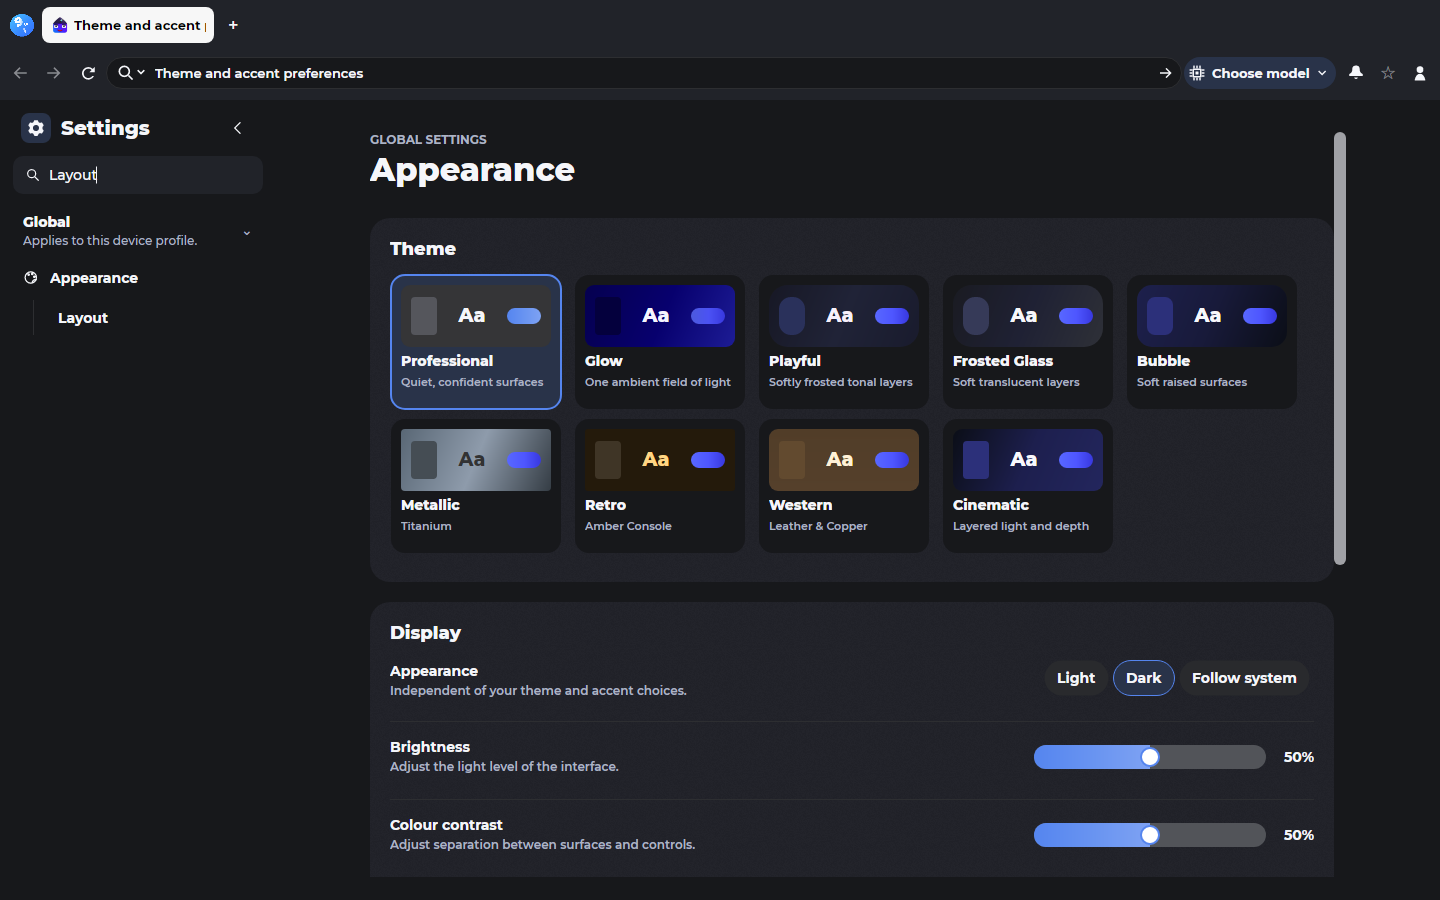 Theme and accent
Theme and accent preferences
Choose model
Settings
Layout
Global
Applies to this device profile.
Appearance
Layout
GLOBAL SETTINGS
Appearance
Theme
Aa
Professional
Quiet, confident surfaces
Aa
Glow
One ambient field of light
Aa
Playful
Softly frosted tonal layers
Aa
Frosted Glass
Soft translucent layers
Aa
Bubble
Soft raised surfaces
Aa
Metallic
Titanium
Aa
Retro
Amber Console
Aa
Western
Leather & Copper
Aa
Cinematic
Layered light and depth
Display
Appearance
Independent of your theme and accent choices.
Light
Dark
Follow system
Brightness
Adjust the light level of the interface.
50%
Colour contrast
Adjust separation between surfaces and controls.
50%